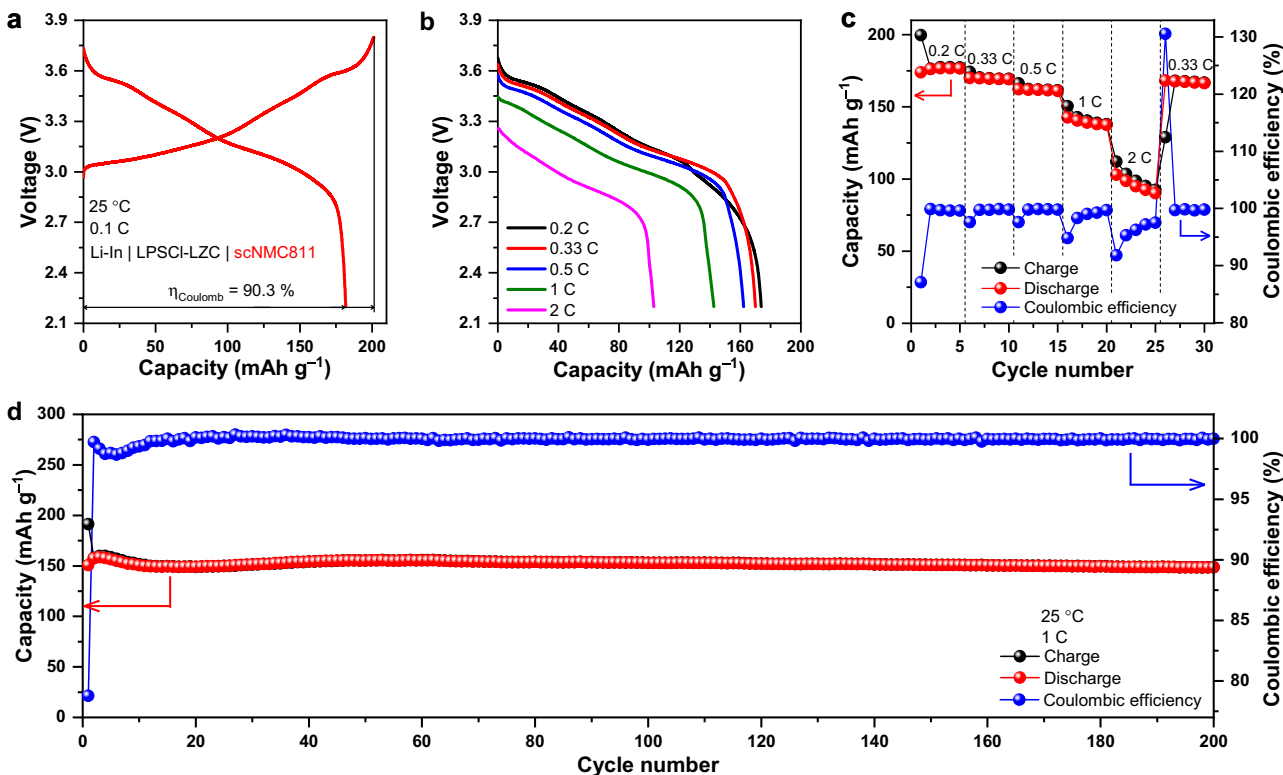 a
3.9
3.6
3.3
3.0
2.7
2.4
2.1
Voltage (V)
25 °C
0.1 C
Li-In | LPSCl-LZC | scNMC811
ηCoulomb = 90.3 %
0 50 100 150 200
Capacity (mAh g⁻¹)
b
3.9
3.6
3.3
3.0
2.7
2.4
2.1
Voltage (V)
0.2 C
0.33 C
0.5 C
1 C
2 C
0 40 80 120 160 200
Capacity (mAh g⁻¹)
c
200
150
100
50
0
Capacity (mAh g⁻¹)
0.2 C
0.33 C
0.5 C
1 C
2 C
0.33 C
Charge
Discharge
Coulombic efficiency
130
120
110
100
90
80
Coulombic efficiency (%)
0 5 10 15 20 25 30
Cycle number
d
300
275
250
225
200
175
150
125
100
75
50
25
0
Capacity (mAh g⁻¹)
25 °C
1 C
Charge
Discharge
Coulombic efficiency
100
95
90
85
80
Coulombic efficiency (%)
0 20 40 60 80 100 120 140 160 180 200
Cycle number